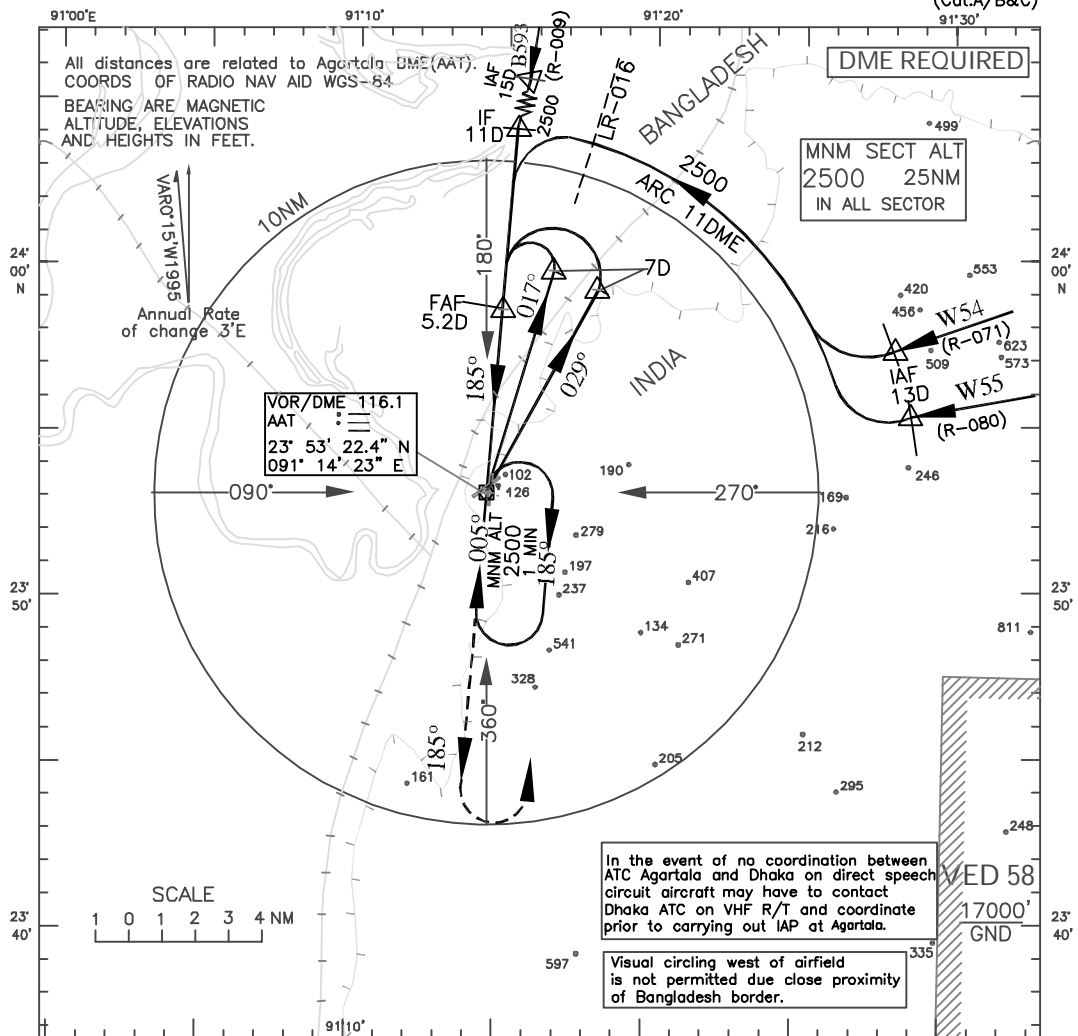 (Cat.A/B&C)
91°00'E
91°10'
91°20'
91°30'
All distances are related to Agartala DME(AAT).
COORDS OF RADIO NAV AID WGS-84
BEARING ARE MAGNETIC
ALTITUDE, ELEVATIONS
AND HEIGHTS IN FEET.
DME REQUIRED
MNM SECT ALT
2500 25NM
IN ALL SECTOR
B593
(R-009)
IAF
15D
2500
IF
11D
LR-016
BANGLADESH
499
2500
ARC 11DME
10NM
VAR0°15'W1995
Annual Rate
of change 3'E
24°
00'
N
24°
00'
N
180°
7D
FAF
5.2D
017°
029°
185°
INDIA
553
420
456
W54
(R-071)
623
573
509
IAF
13D
W55
(R-080)
246
VOR/DME 116.1
AAT
23° 53' 22.4" N
091° 14' 23" E
102
126
190
090°
270°
169
216
005°
MNM ALT
2500
1 MIN
185°
279
197
237
407
134
271
541
328
811
23°
50'
23°
50'
360°
185°
161
205
212
295
248
In the event of no coordination between
ATC Agartala and Dhaka on direct speech
circuit aircraft may have to contact
Dhaka ATC on VHF R/T and coordinate
prior to carrying out IAP at Agartala.
VED 58
17000'
GND
335
SCALE
1 0 1 2 3 4 NM
23°
40'
23°
40'
597
Visual circling west of airfield
is not permitted due close proximity
of Bangladesh border.
91°10'